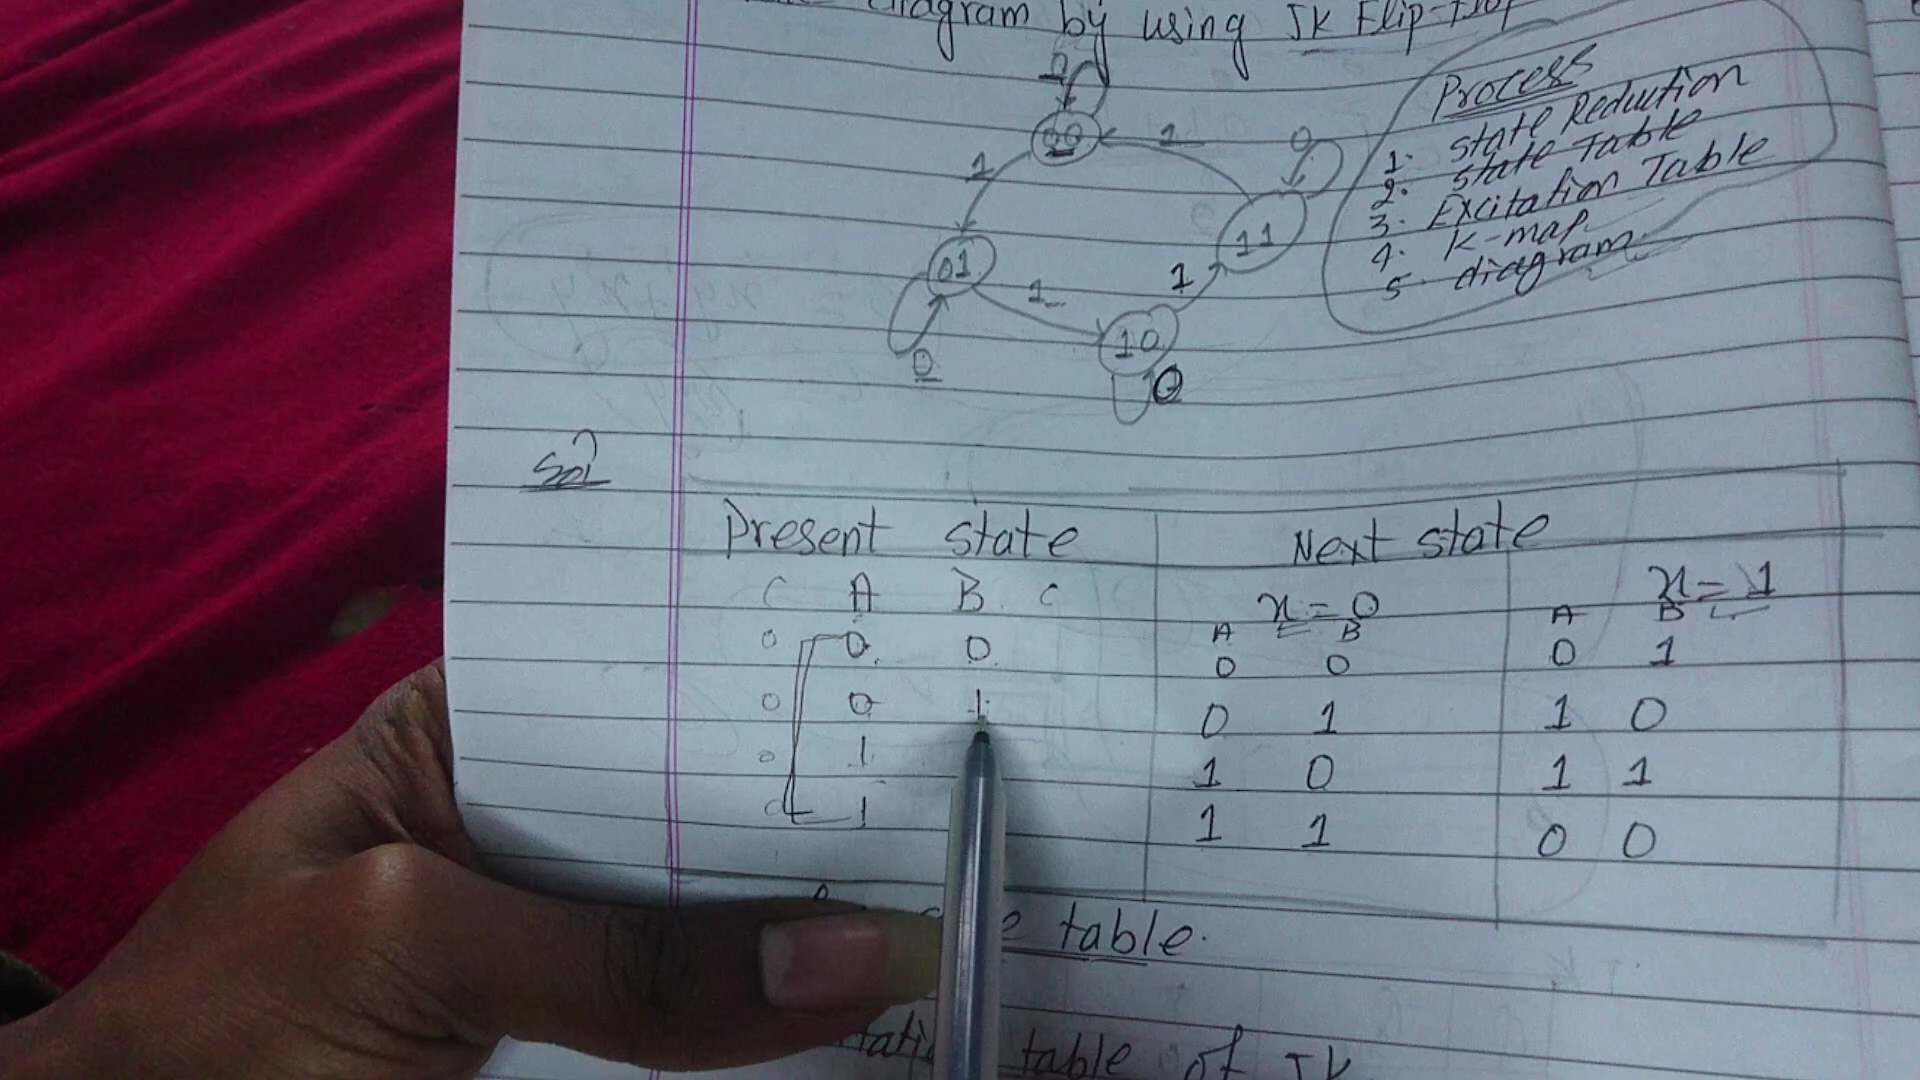 diagram by using JK Flip-Flop
Process
1. state Reduction
2. state Table
3. Excitation Table
4. K-map.
5. diagram.
0
00
1
1
0
11
01
1
1
10
0
0
Sol
Present state Next state
C A B C x = 0 x = 1
A B A B
0 0 0 0 0 0 1
0 0 1 0 1 1 0
0 1 1 0 1 1
0 1 1 1 0 0
table.
table of JK